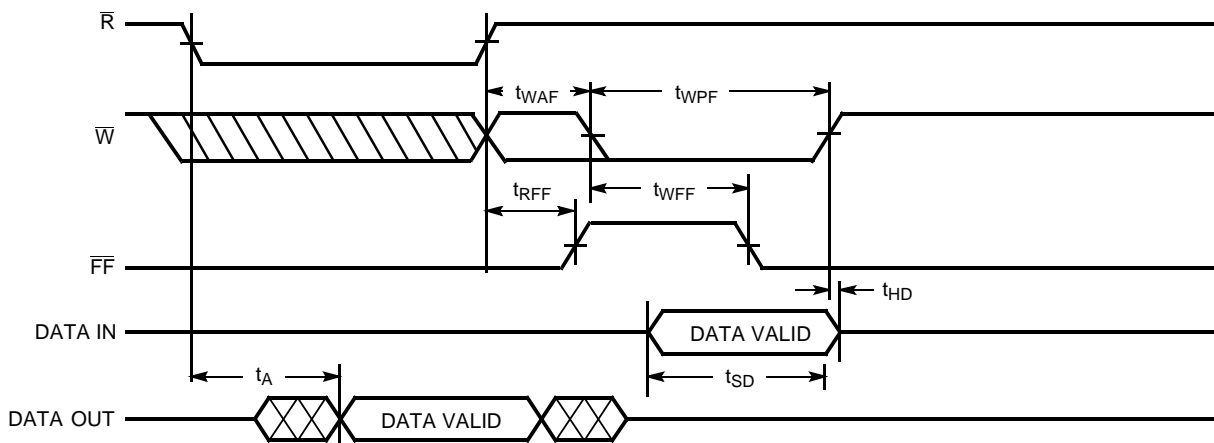 R
tWAF
tWPF
W
tRFF
tWFF
FF
tHD
DATA IN
DATA VALID
tA
tSD
DATA OUT
DATA VALID